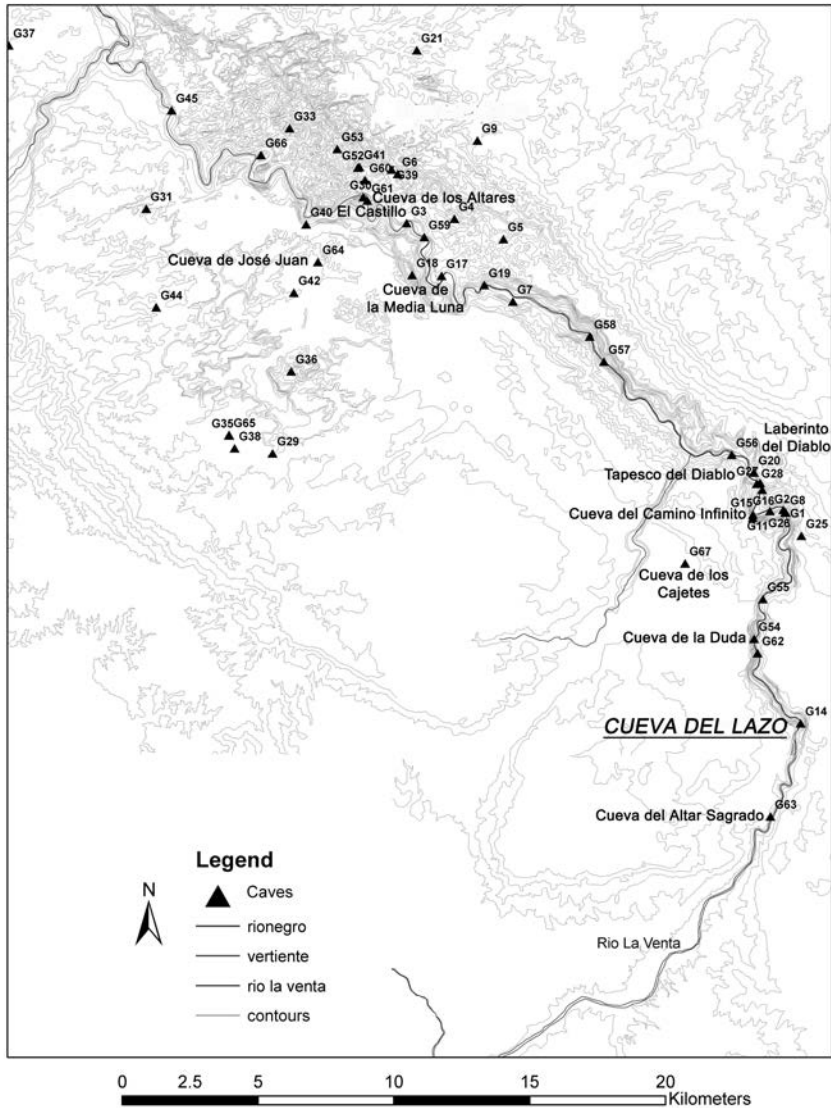 G37
G21
G45
G33
G9
G53
G66
G52 G41
G6
G60
G39
G31
G30
G61
Cueva de los Altares
El Castillo
G3
G4
G40
G59
G5
Cueva de José Juan
G64
G18
G17
G19
Cueva de
la Media Luna
G42
G7
G44
G58
G57
G36
G35 G65
G38
G29
G56
Laberinto
del Diablo
G20
Tapesco del Diablo
G27
G28
G15
G16
G2
G8
Cueva del Camino Infinito
G1
G11
G26
G25
G67
Cueva de los
Cajetes
G55
G54
Cueva de la Duda
G62
G14
CUEVA DEL LAZO
G63
Cueva del Altar Sagrado
Legend
Caves
N
rionegro
vertiente
rio la venta
contours
Rio La Venta
0 2.5 5 10 15 20
Kilometers